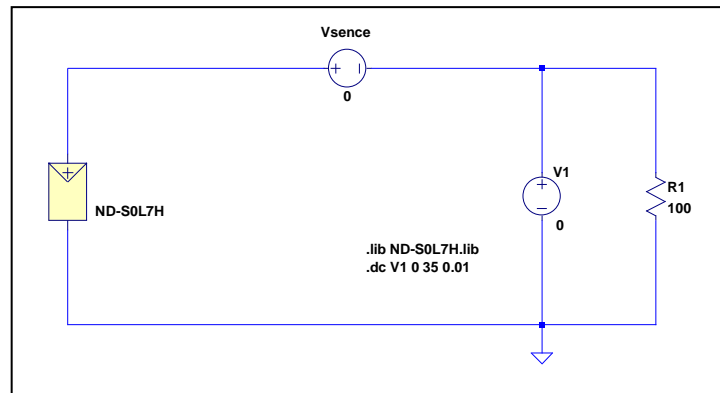 Vsence
0
ND-S0L7H
V1
0
R1
100
.lib ND-S0L7H.lib
.dc V1 0 35 0.01